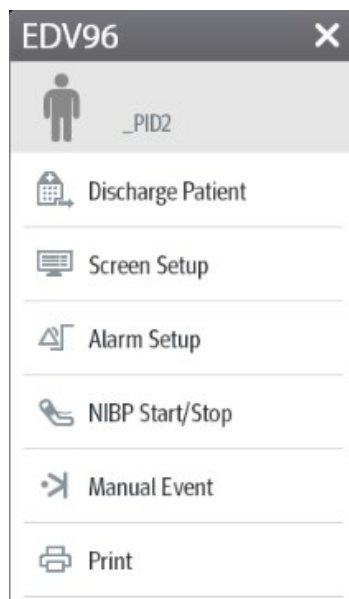 EDV96
_PID2
Discharge Patient
Screen Setup
Alarm Setup
NIBP Start/Stop
Manual Event
Print